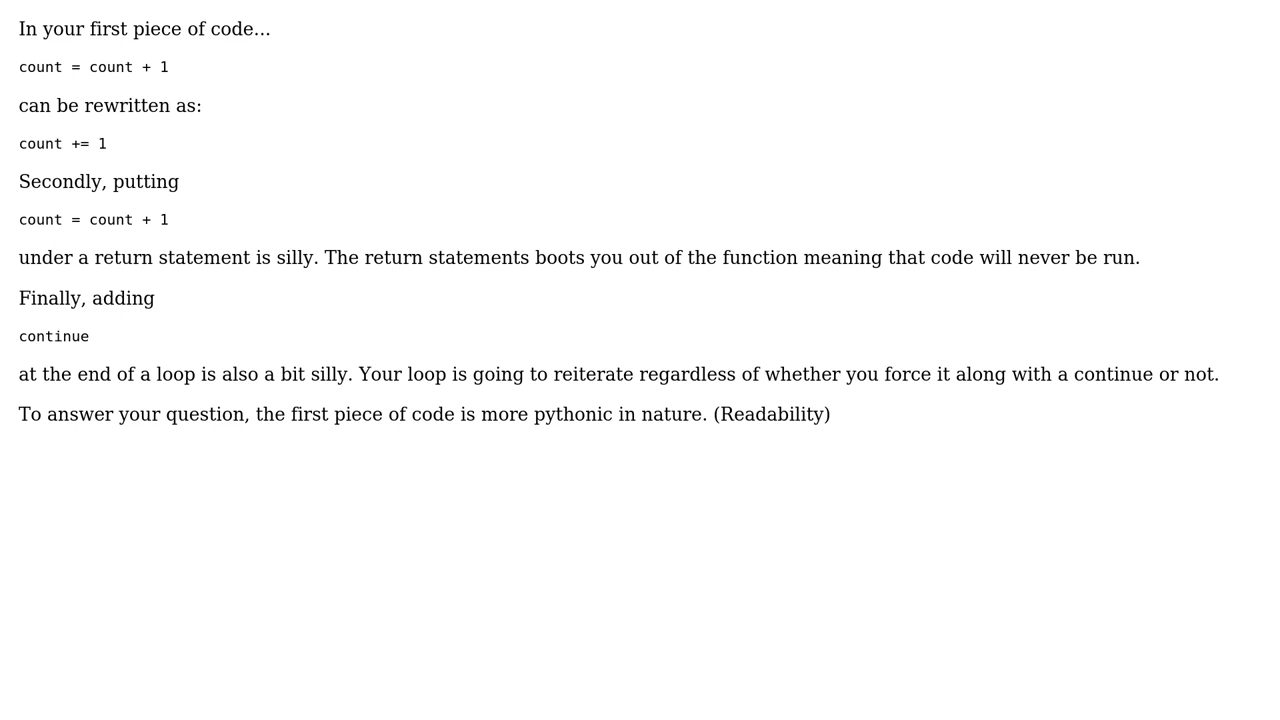 In your first piece of code...
count = count + 1
can be rewritten as:
count += 1
Secondly, putting
count = count + 1
under a return statement is silly. The return statements boots you out of the function meaning that code will never be run.
Finally, adding
continue
at the end of a loop is also a bit silly. Your loop is going to reiterate regardless of whether you force it along with a continue or not.
To answer your question, the first piece of code is more pythonic in nature. (Readability)